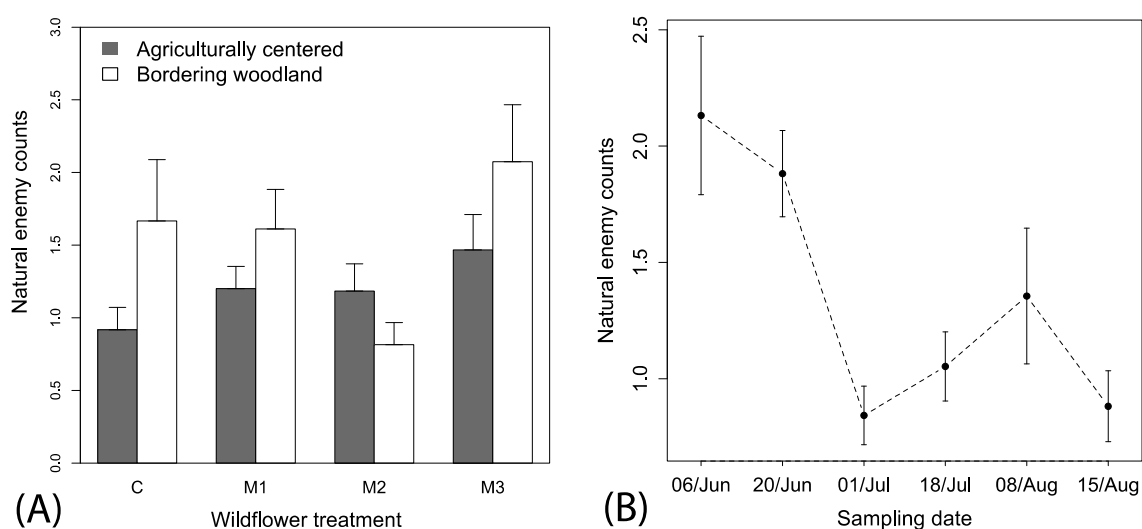 Agriculturally centered
Bordering woodland
Natural enemy counts
3.0
2.5
2.0
1.5
1.0
0.5
0.0
C M1 M2 M3
Wildflower treatment
(A)
Natural enemy counts
2.5
2.0
1.5
1.0
06/Jun 20/Jun 01/Jul 18/Jul 08/Aug 15/Aug
Sampling date
(B)